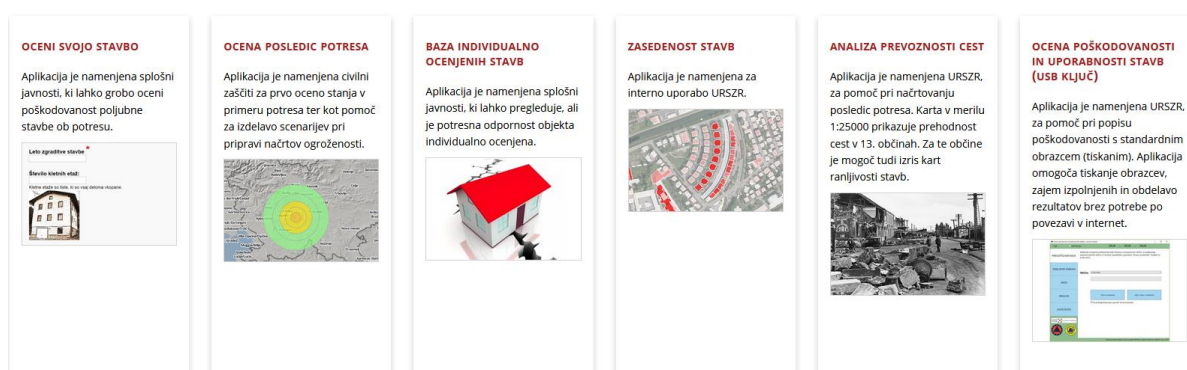 OCENI SVOJO STAVBO
Aplikacija je namenjena splošni
javnosti, ki lahko grobo oceni
poškodovanost poljubne
stavbe ob potresu.
Leto zgraditve stavbe *
Število kletnih etaž:
OCENA POSLEDIC POTRESA
Aplikacija je namenjena civilni
zaščiti za prvo oceno stanja v
primeru potresa ter kot pomoč
za izdelavo scenarijev pri
pripravi načrtov ogroženosti.
BAZA INDIVIDUALNO
OCENJENIH STAVB
Aplikacija je namenjena splošni
javnosti, ki lahko pregleduje, ali
je potresna odpornost objekta
individualno ocenjena.
ZASEDENOST STAVB
Aplikacija je namenjena za
interno uporabo URSZR.
ANALIZA PREVOZNOSTI CEST
Aplikacija je namenjena URSZR,
za pomoč pri načrtovanju
posledic potresa. Karta v merilu
1:25000 prikazuje prehodnost
cest v 13. občinah. Za te občine
je mogoč tudi izris kart
ranljivosti stavb.
OCENA POŠKODOVANOSTI
IN UPORABNOSTI STAVB
(USB KLJUČ)
Aplikacija je namenjena URSZR,
za pomoč pri popisu
poškodovanosti s standardnim
obrazcem (tiskanim). Aplikacija
omogoča tiskanje obrazcev,
zajem izpolnjenih in obdelavo
rezultatov brez potrebe po
povezavi v internet.